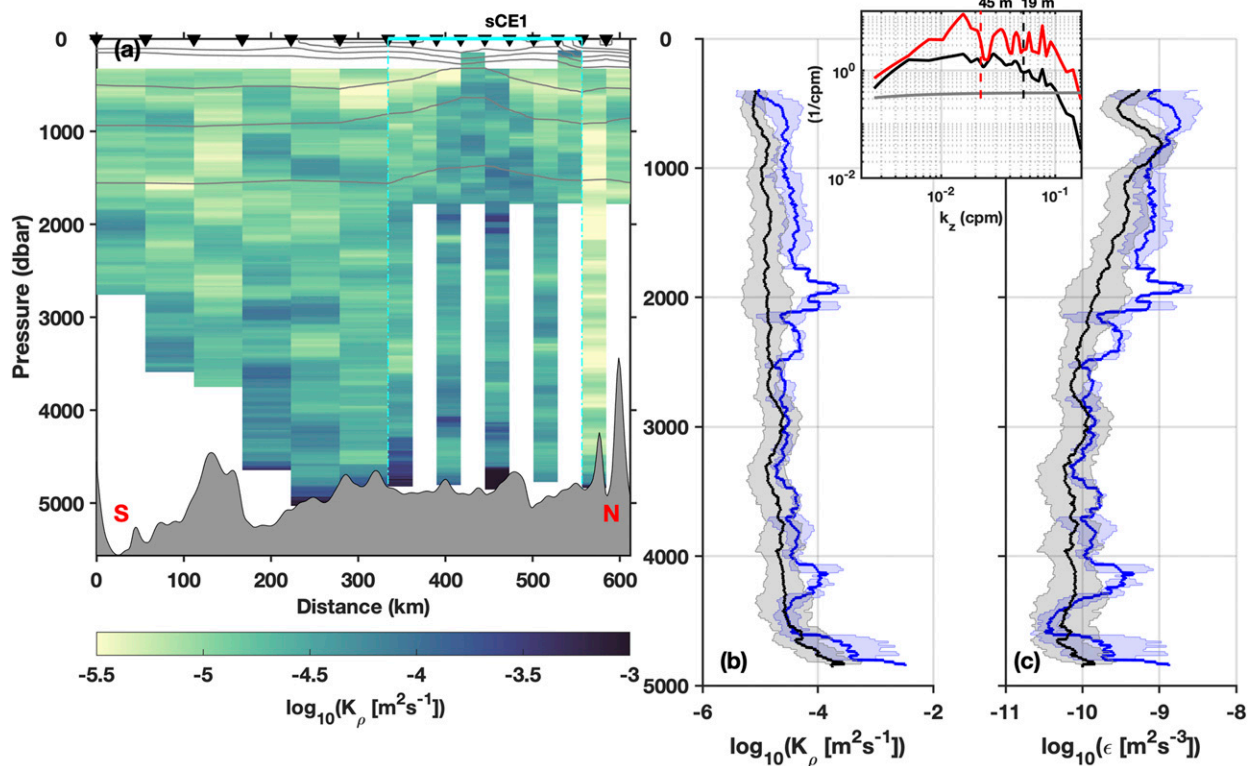 45 m 19 m
sCE1
(a)
0
1000
2000
3000
4000
5000
Pressure (dbar)
S
N
0 100 200 300 400 500 600
Distance (km)
-5.5 -5 -4.5 -4 -3.5 -3
log10(Kρ [m2s-1])
10^0
10^-2
(1/cpm)
10^-2 10^-1
kz (cpm)
0
1000
2000
3000
4000
5000
(b)
-6 -4 -2
log10(Kρ [m2s-1])
(c)
-11 -10 -9 -8
log10(ϵ [m2s-3])